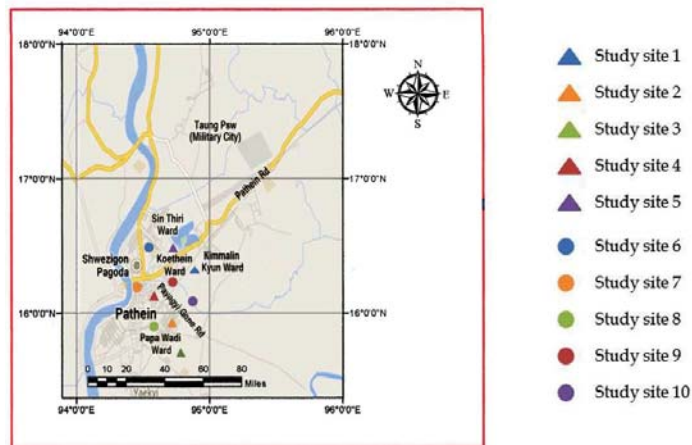 94°0'0"E
95°0'0"E
96°0'0"E
18°0'0"N
18°0'0"N
N
W
E
S
Taung Psw
(Military City)
17°0'0"N
17°0'0"N
Pathein Rd
Sin Thiri
Ward
Shwezigon
Pagoda
Koethein
Ward
Kimmalin
Kyun Ward
16°0'0"N
16°0'0"N
Pathein
Payagyi Gone Rd
Papa Wadi
Ward
0 10 20 40 60 80
Miles
94°0'0"E
95°0'0"E
96°0'0"E
Study site 1
Study site 2
Study site 3
Study site 4
Study site 5
Study site 6
Study site 7
Study site 8
Study site 9
Study site 10